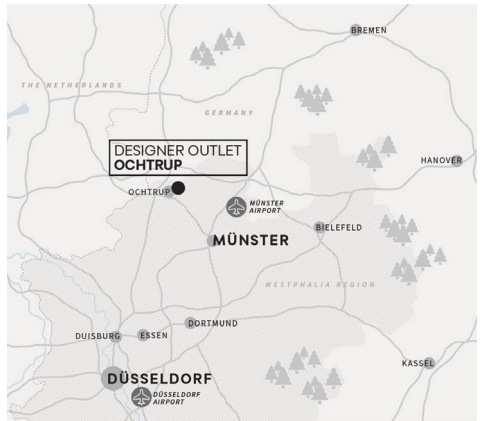 BREMEN
THE NETHERLANDS
GERMANY
DESIGNER OUTLET
OCHTRUP
HANOVER
OCHTRUP
MÜNSTER
AIRPORT
BIELEFELD
MÜNSTER
WESTPHALIA REGION
DORTMUND
DUISBURG
ESSEN
KASSEL
DÜSSELDORF
DÜSSELDORF
AIRPORT